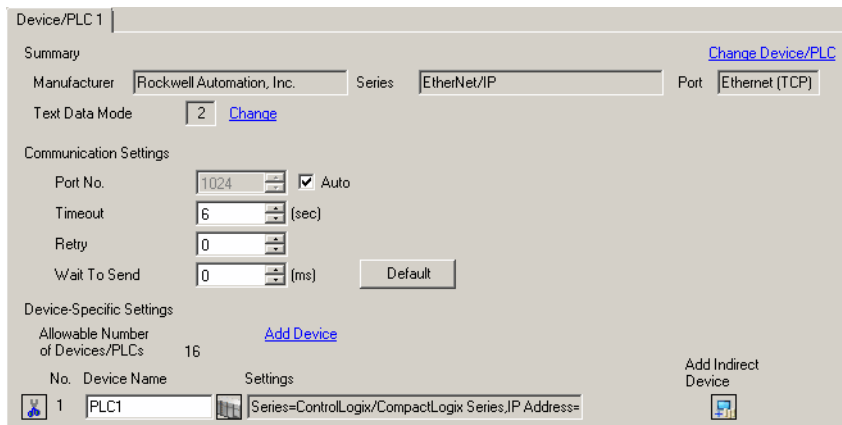 Device/PLC 1
Summary
Change Device/PLC
Manufacturer Rockwell Automation, Inc. Series EtherNet/IP Port Ethernet (TCP)
Text Data Mode 2 Change
Communication Settings
Port No. 1024 Auto
Timeout 6 (sec)
Retry 0
Wait To Send 0 (ms) Default
Device-Specific Settings
Allowable Number Add Device
of Devices/PLCs 16
Add Indirect
No. Device Name Settings Device
1 PLC1 Series=ControlLogix/CompactLogix Series,IP Address=